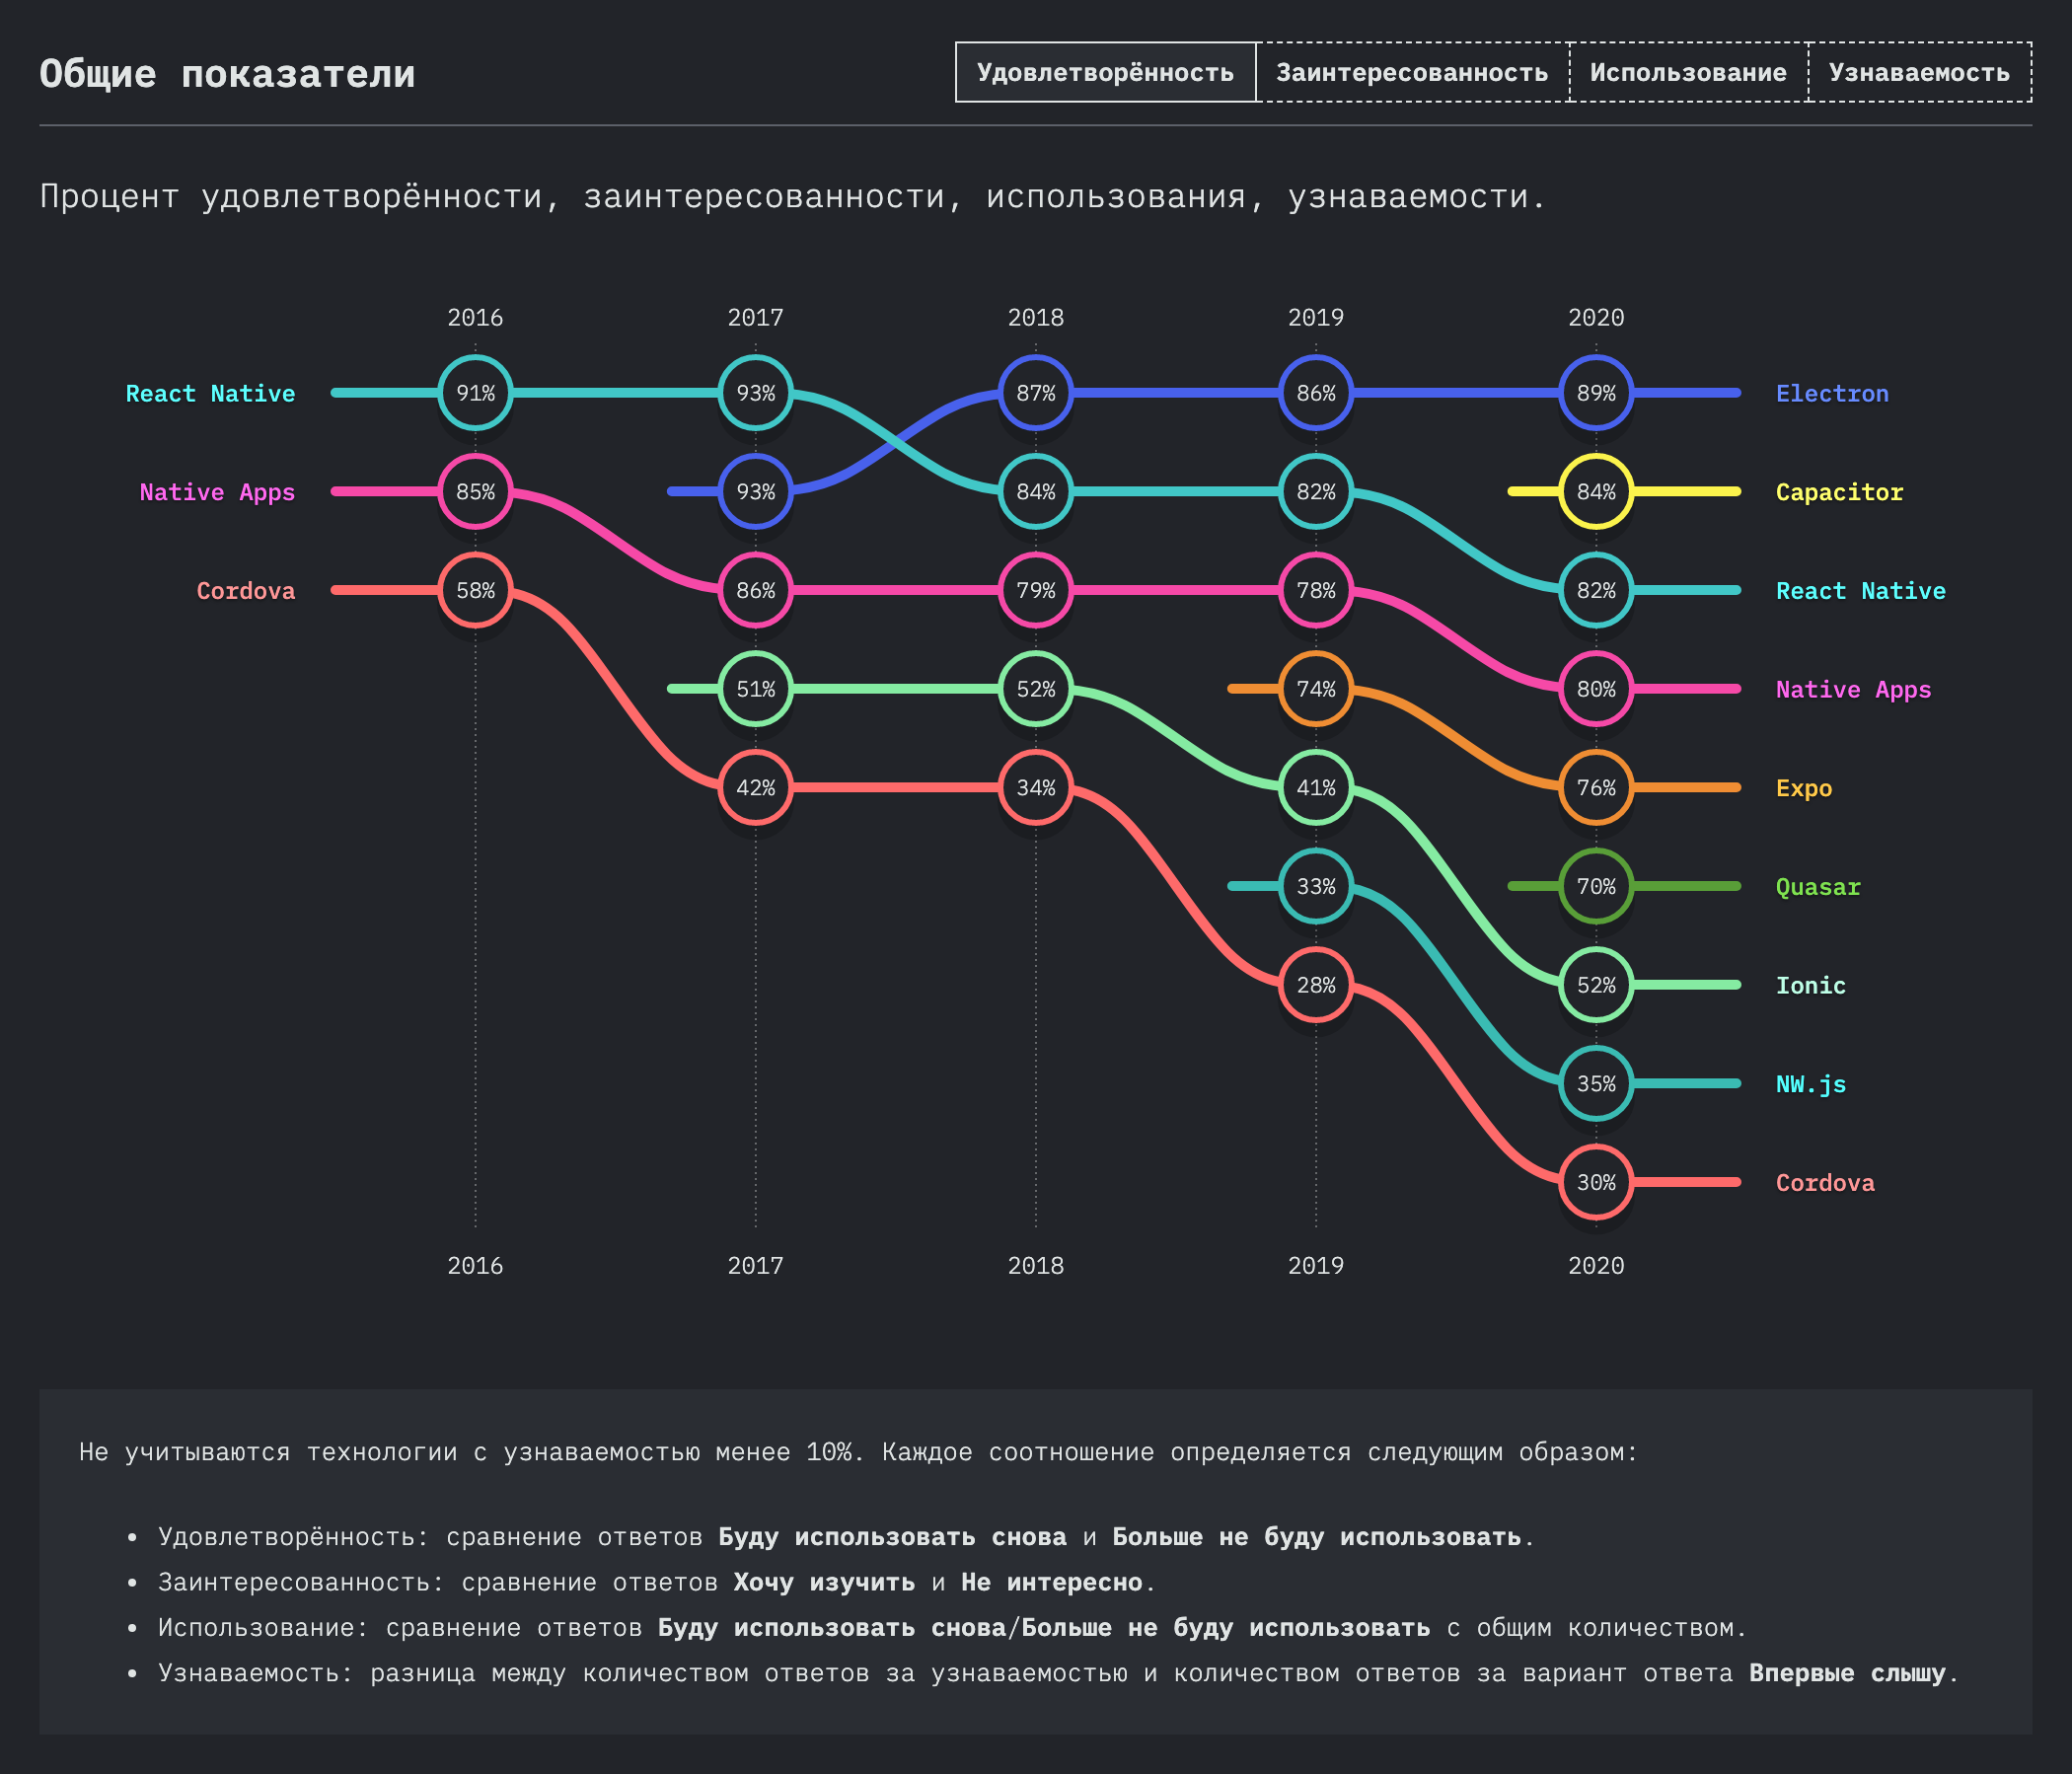 Общие показатели
Удовлетворённость Заинтересованность Использование Узнаваемость
Процент удовлетворённости, заинтересованности, использования, узнаваемости.
2016 2017 2018 2019 2020
React Native 91% 93% 87% 86% 89% Electron
Native Apps 85% 93% 84% 82% 84% Capacitor
Cordova 58% 86% 79% 78% 82% React Native
51% 52% 74% 80% Native Apps
42% 34% 41% 76% Expo
33% 70% Quasar
28% 52% Ionic
35% NW.js
30% Cordova
2016 2017 2018 2019 2020
Не учитываются технологии с узнаваемостью менее 10%. Каждое соотношение определяется следующим образом:
• Удовлетворённость: сравнение ответов Буду использовать снова и Больше не буду использовать.
• Заинтересованность: сравнение ответов Хочу изучить и Не интересно.
• Использование: сравнение ответов Буду использовать снова/Больше не буду использовать с общим количеством.
• Узнаваемость: разница между количеством ответов за узнаваемостью и количеством ответов за вариант ответа Впервые слышу.